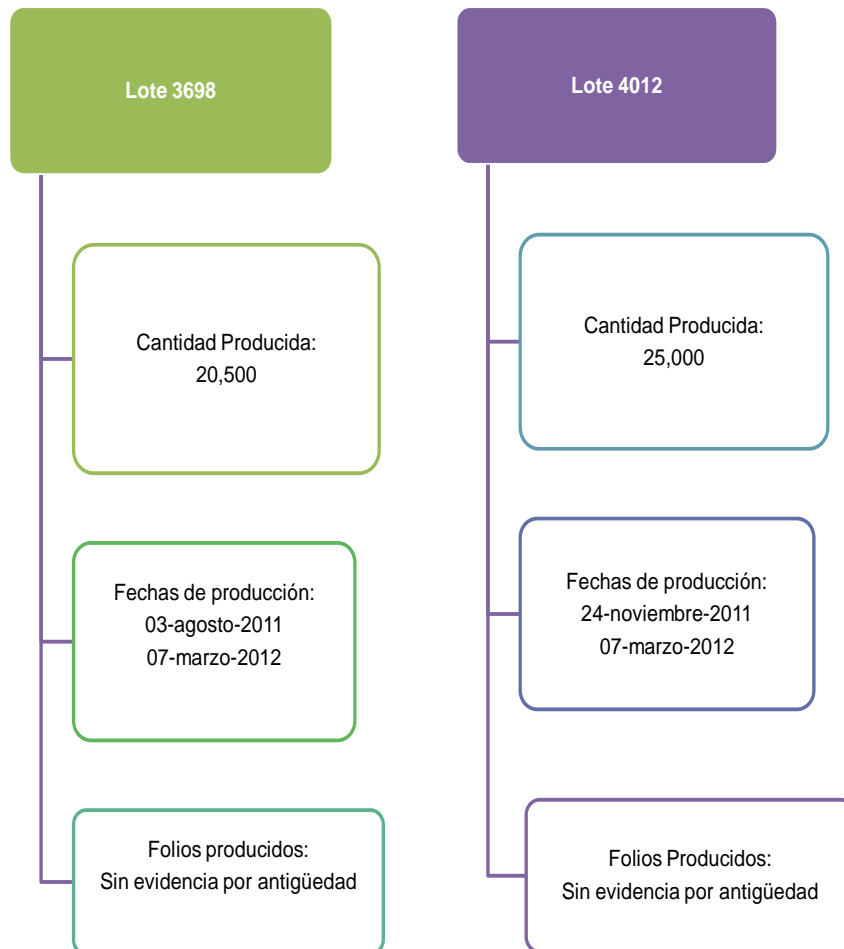 Lote 3698
Cantidad Producida:
20,500
Fechas de producción:
03-agosto-2011
07-marzo-2012
Folios producidos:
Sin evidencia por antigüedad
Lote 4012
Cantidad Producida:
25,000
Fechas de producción:
24-noviembre-2011
07-marzo-2012
Folios Producidos:
Sin evidencia por antigüedad